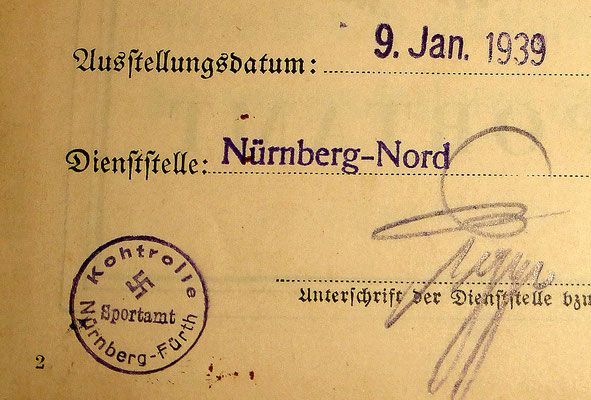 Ausstellungsdatum: 9. Jan. 1939
Dienststelle: Nürnberg-Nord
Kontrolle
Sportamt
Nürnberg-Fürth
Unterschrift der Dienststelle bzw
2